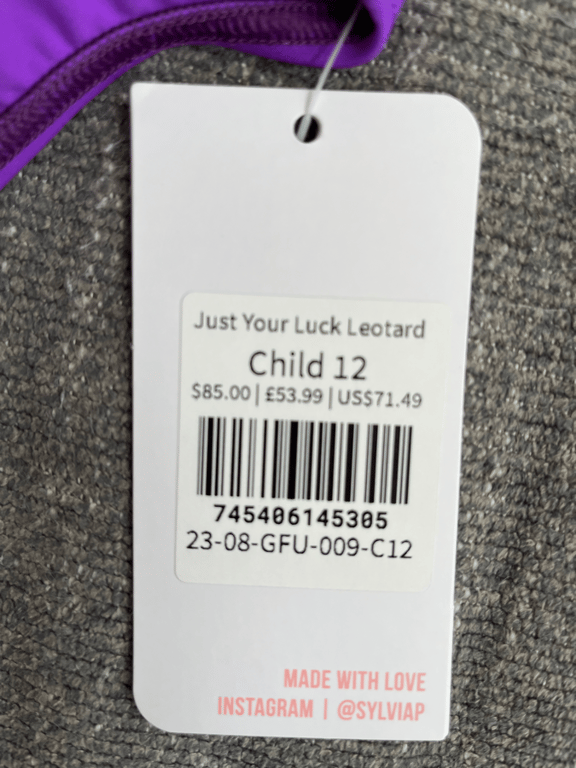 Just Your Luck Leotard
Child 12
$85.00 | £53.99 | US$71.49
745406145305
23-08-GFU-009-C12
MADE WITH LOVE
INSTAGRAM | @SYLVIAP